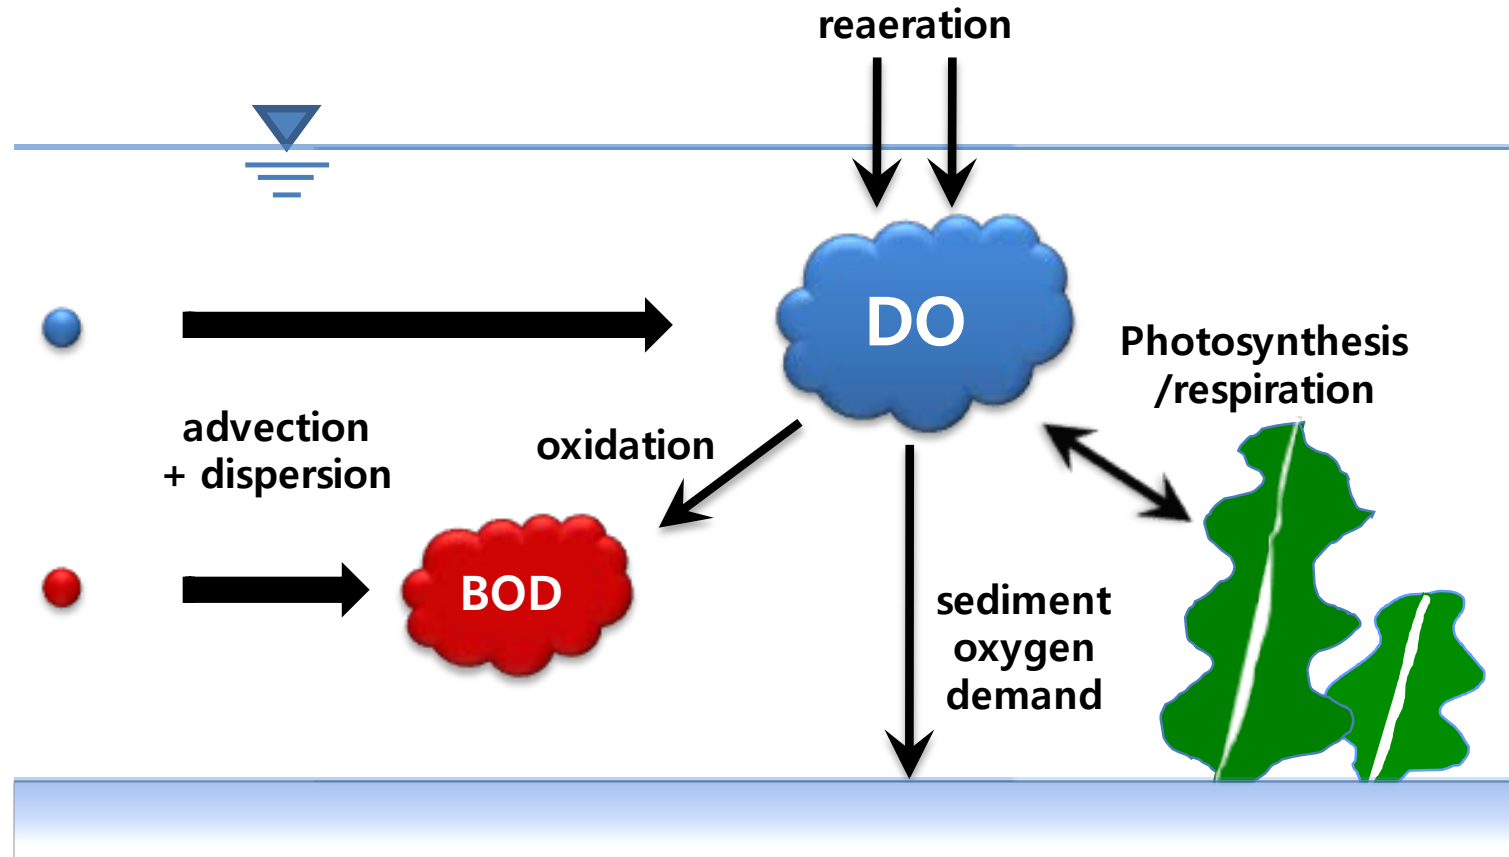 reaeration
DO
Photosynthesis
/respiration
advection
+ dispersion
oxidation
BOD
sediment
oxygen
demand